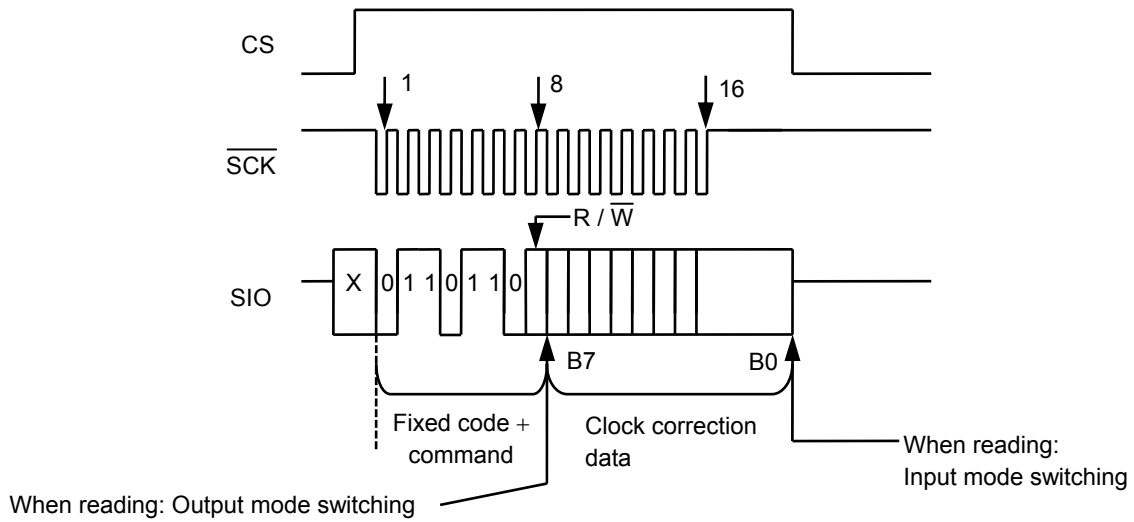 CS
1
8
16
SCK
R / W
X 0 1 1 0 1 1 0
SIO
B7
B0
Fixed code +
command
Clock correction
data
When reading:
Input mode switching
When reading: Output mode switching